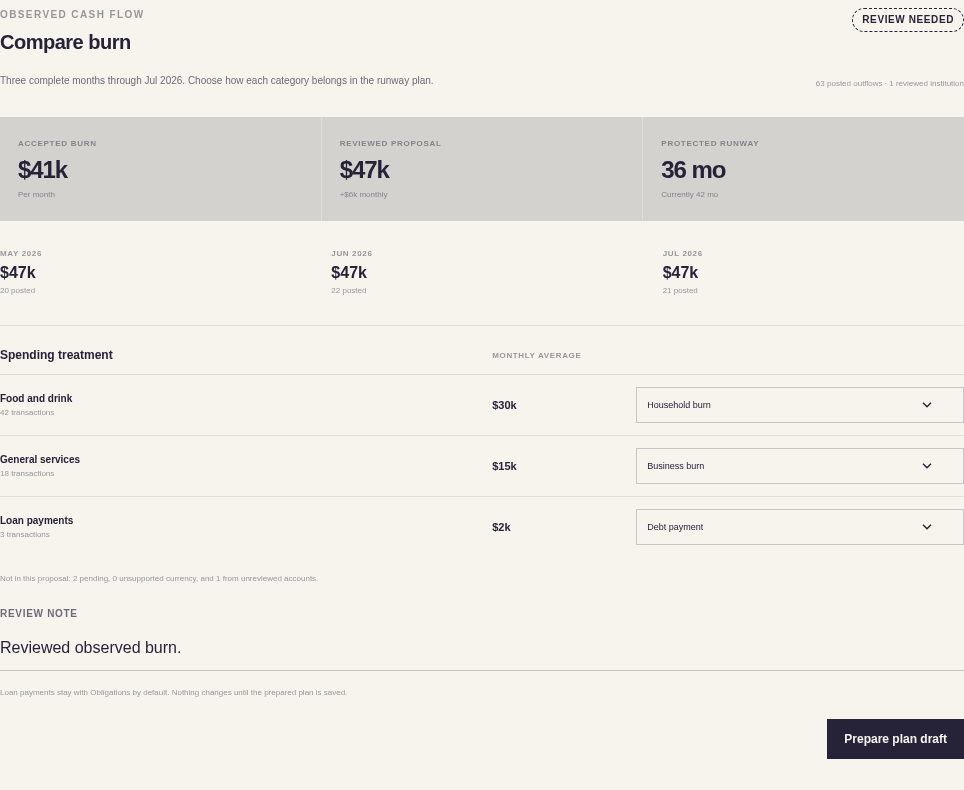 OBSERVED CASH FLOW
REVIEW NEEDED
Compare burn
Three complete months through Jul 2026. Choose how each category belongs in the runway plan.
63 posted outflows · 1 reviewed institution
ACCEPTED BURN
$41k
Per month
REVIEWED PROPOSAL
$47k
+$6k monthly
PROTECTED RUNWAY
36 mo
Currently 42 mo
MAY 2026
$47k
20 posted
JUN 2026
$47k
22 posted
JUL 2026
$47k
21 posted
Spending treatment
MONTHLY AVERAGE
Food and drink
42 transactions
$30k
Household burn
General services
18 transactions
$15k
Business burn
Loan payments
3 transactions
$2k
Debt payment
Not in this proposal: 2 pending, 0 unsupported currency, and 1 from unreviewed accounts.
REVIEW NOTE
Reviewed observed burn.
Loan payments stay with Obligations by default. Nothing changes until the prepared plan is saved.
Prepare plan draft